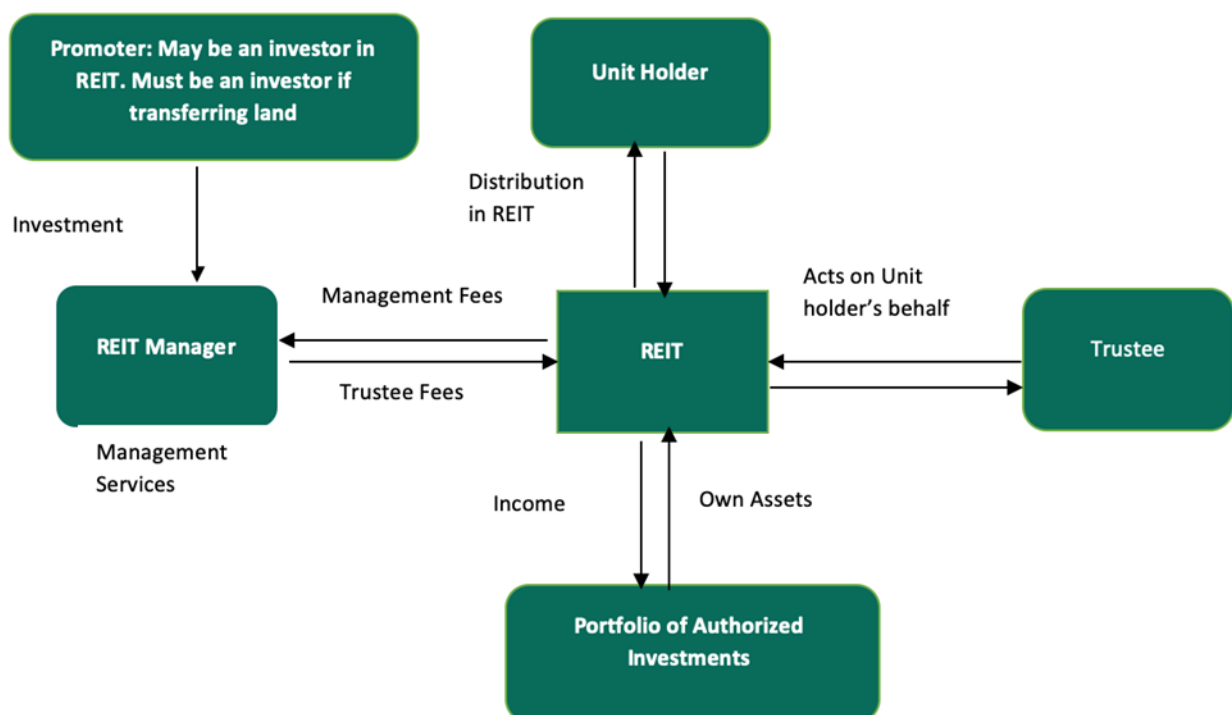 Promoter: May be an investor in
REIT. Must be an investor if
transferring land
Unit Holder
Distribution
in REIT
Investment
Acts on Unit
holder’s behalf
Management Fees
REIT Manager
REIT
Trustee
Trustee Fees
Management
Services
Income
Own Assets
Portfolio of Authorized
Investments